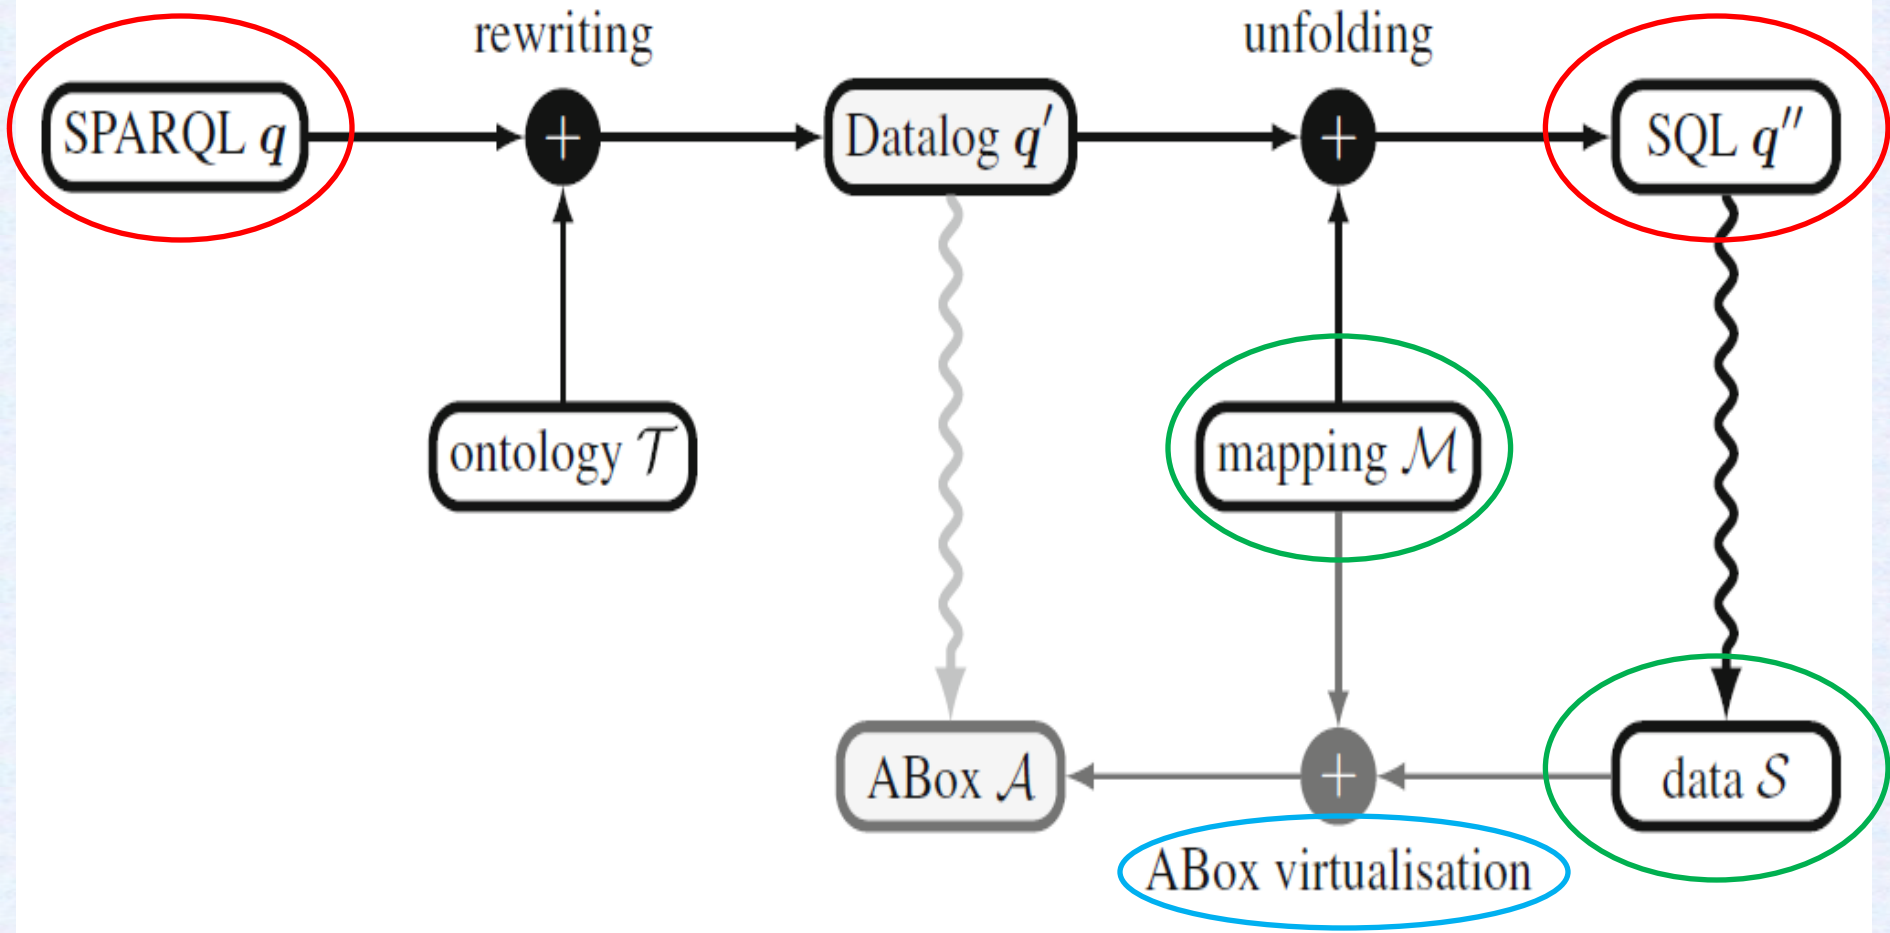 rewriting
unfolding
SPARQL q
+
Datalog q′
+
SQL q″
ontology 𝒯
mapping ℳ
ABox 𝒜
+
data 𝒮
ABox virtualisation